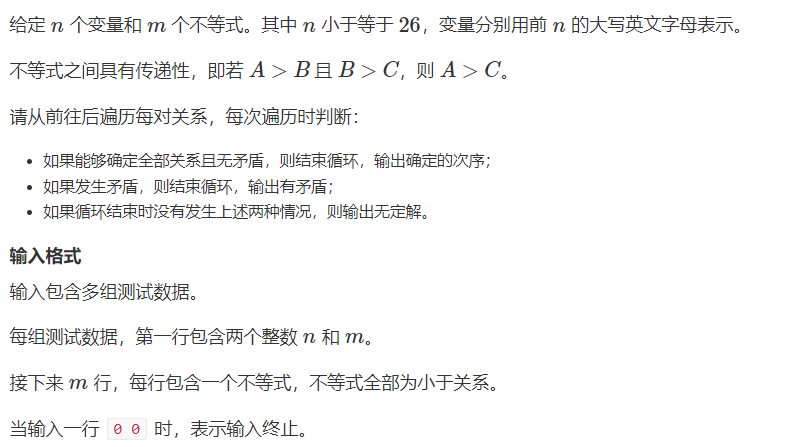 给定 n 个变量和 m 个不等式。其中 n 小于等于 26，变量分别用前 n 的大写英文字母表示。
不等式之间具有传递性，即若 A > B 且 B > C，则 A > C。
请从前往后遍历每对关系，每次遍历时判断：
• 如果能够确定全部关系且无矛盾，则结束循环，输出确定的次序；
• 如果发生矛盾，则结束循环，输出有矛盾；
• 如果循环结束时没有发生上述两种情况，则输出无定解。
输入格式
输入包含多组测试数据。
每组测试数据，第一行包含两个整数 n 和 m。
接下来 m 行，每行包含一个不等式，不等式全部为小于关系。
当输入一行 0 0 时，表示输入终止。